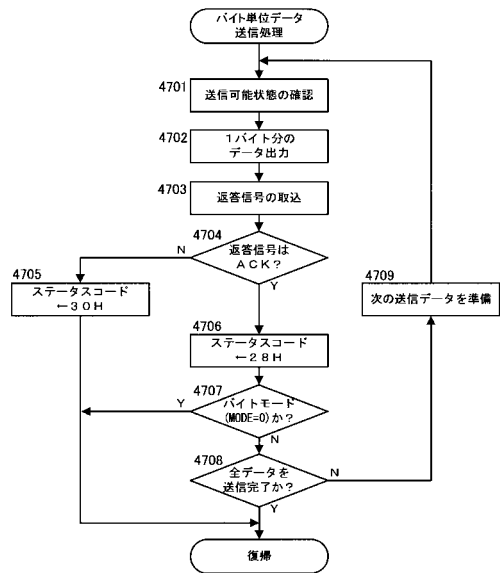 バイト単位データ
送信処理
4701
送信可能状態の確認
4702
1バイト分の
データ出力
4703
返答信号の取込
4704
返答信号は
ACK?
N
Y
4705
ステータスコード
←30H
4709
次の送信データを準備
4706
ステータスコード
←28H
4707
バイトモード
(MODE=0)か?
Y
N
4708
全データを
送信完了か?
N
Y
復帰